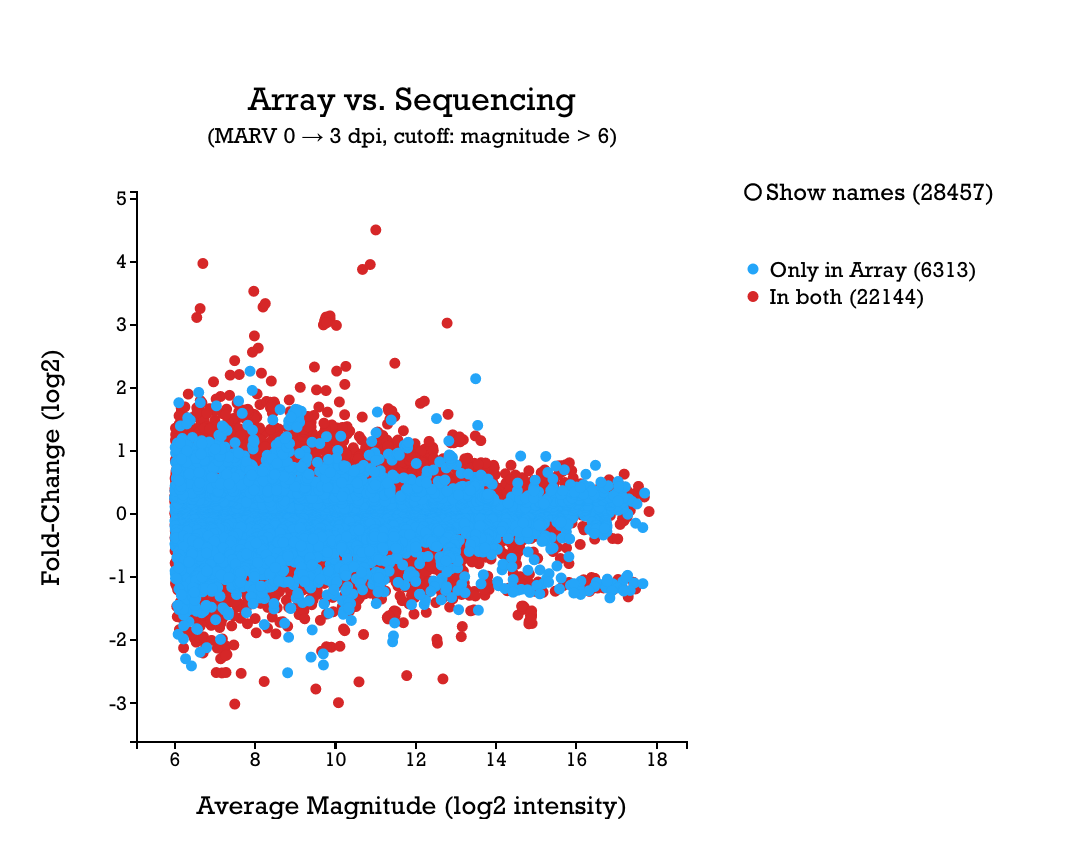 Array vs. Sequencing
(MARV 0 → 3 dpi, cutoff: magnitude > 6)
Show names (28457)
Only in Array (6313)
In both (22144)
Fold-Change (log2)
5
4
3
2
1
0
-1
-2
-3
6 8 10 12 14 16 18
Average Magnitude (log2 intensity)